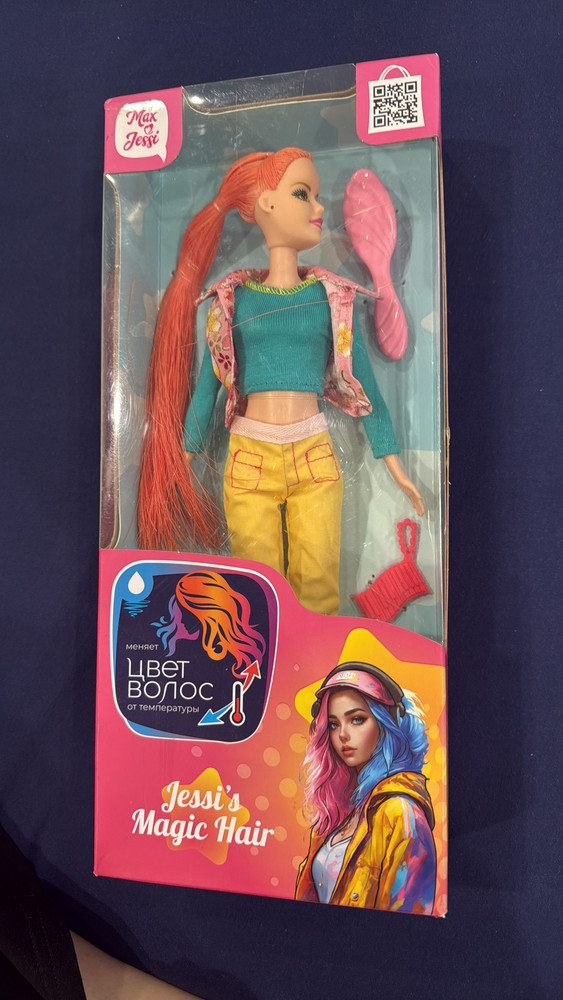 Max
Jessi
меняет
ЦВЕТ
ВОЛОС
от температуры
Jessi's
Magic Hair